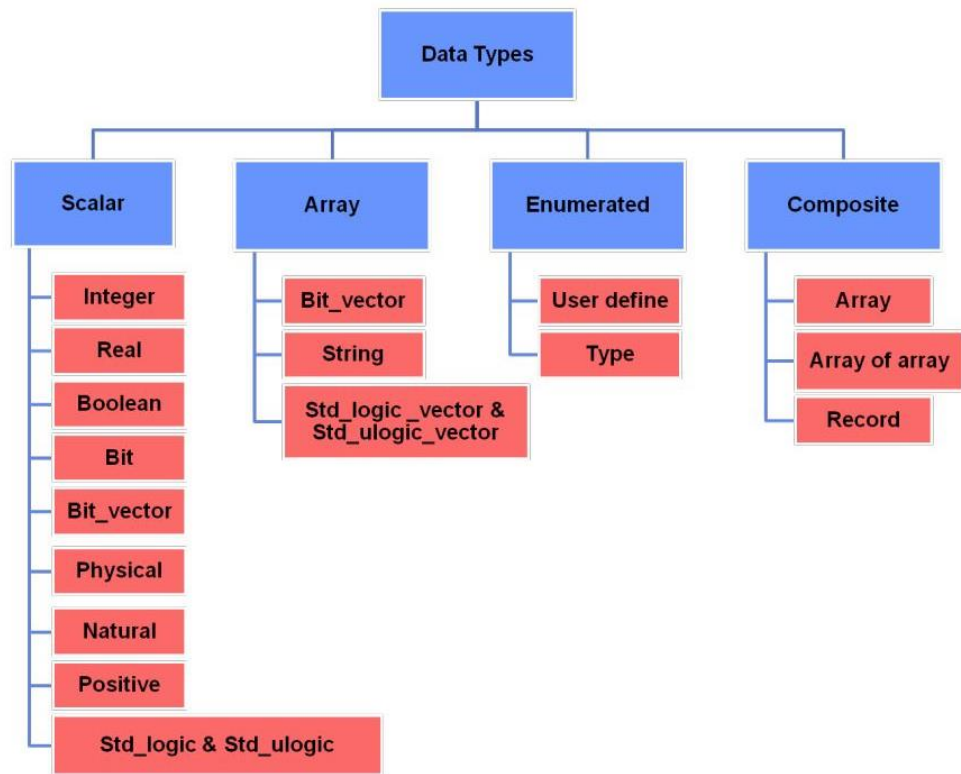 Data Types
Scalar
Array
Enumerated
Composite
Integer
Real
Boolean
Bit
Bit_vector
Physical
Natural
Positive
Std_logic & Std_ulogic
Bit_vector
String
Std_logic _vector &
Std_ulogic_vector
User define
Type
Array
Array of array
Record